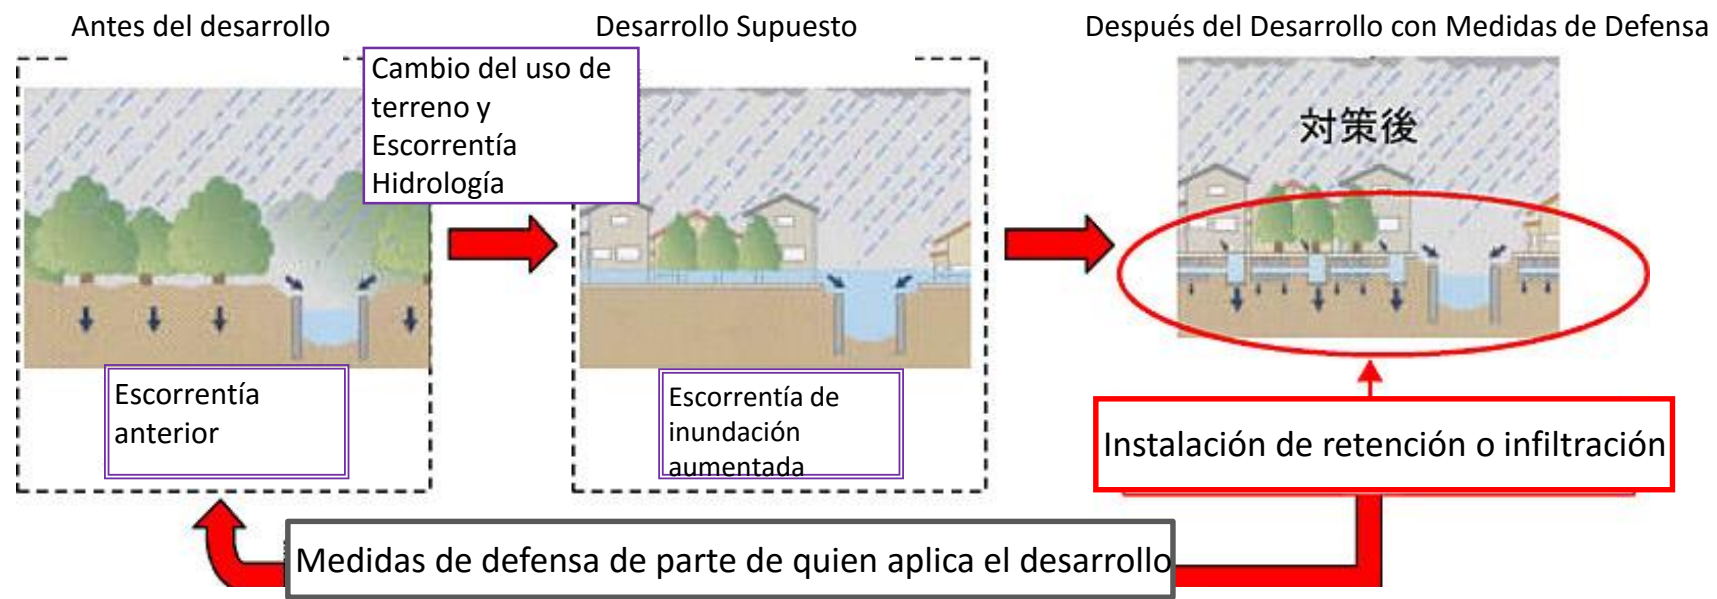 Antes del desarrollo
Desarrollo Supuesto
Después del Desarrollo con Medidas de Defensa
Cambio del uso de
terreno y
Escorrentía
Hidrología
対策後
Escorrentía
anterior
Escorrentía de
inundación
aumentada
Instalación de retención o infiltración
Medidas de defensa de parte de quien aplica el desarrollo